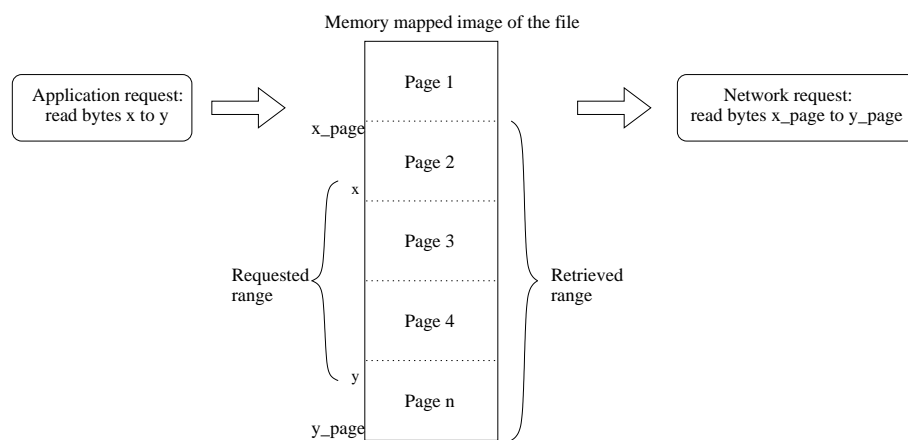 Memory mapped image of the file
Application request:
read bytes x to y
Page 1
Network request:
read bytes x_page to y_page
x_page
Page 2
x
Page 3
Requested
range
Retrieved
range
Page 4
y
Page n
y_page